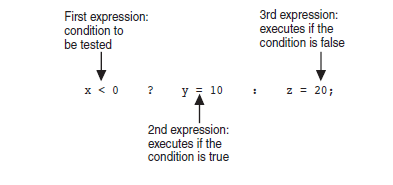 First expression:
condition to
be tested
3rd expression:
executes if the
condition is false
x < 0 ? y = 10 : z = 20;
2nd expression:
executes if the
condition is true